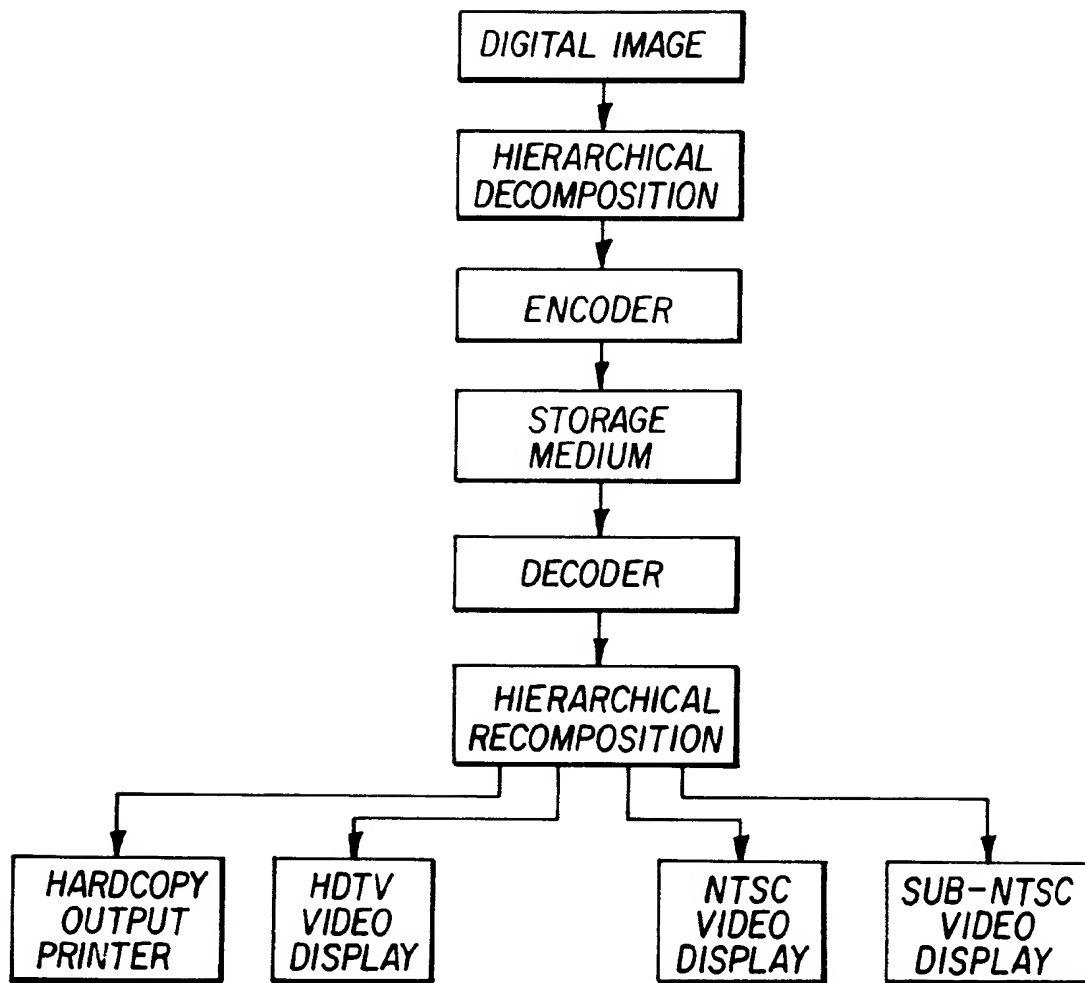 DIGITAL IMAGE
HIERARCHICAL
DECOMPOSITION
ENCODER
STORAGE
MEDIUM
DECODER
HIERARCHICAL
RECOMPOSITION
HARDCOPY
OUTPUT
PRINTER
HDTV
VIDEO
DISPLAY
NTSC
VIDEO
DISPLAY
SUB-NTSC
VIDEO
DISPLAY